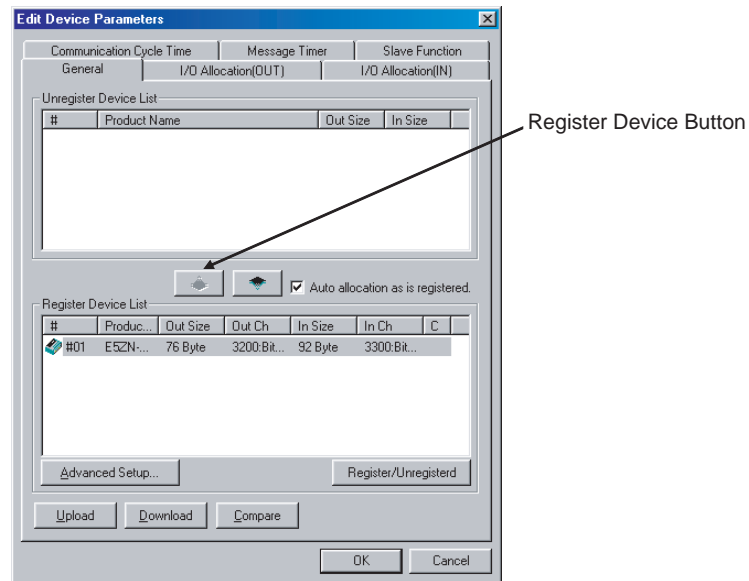 Edit Device Parameters
Communication Cycle Time Message Timer Slave Function
General I/O Allocation(OUT) I/O Allocation(IN)
Unregister Device List
# Product Name Out Size In Size
Register Device Button
Auto allocation as is registered.
Register Device List
# Produc... Out Size Out Ch In Size In Ch C
#01 E5ZN-... 76 Byte 3200:Bit... 92 Byte 3300:Bit...
Advanced Setup... Register/Unregisterd
Upload Download Compare
OK Cancel